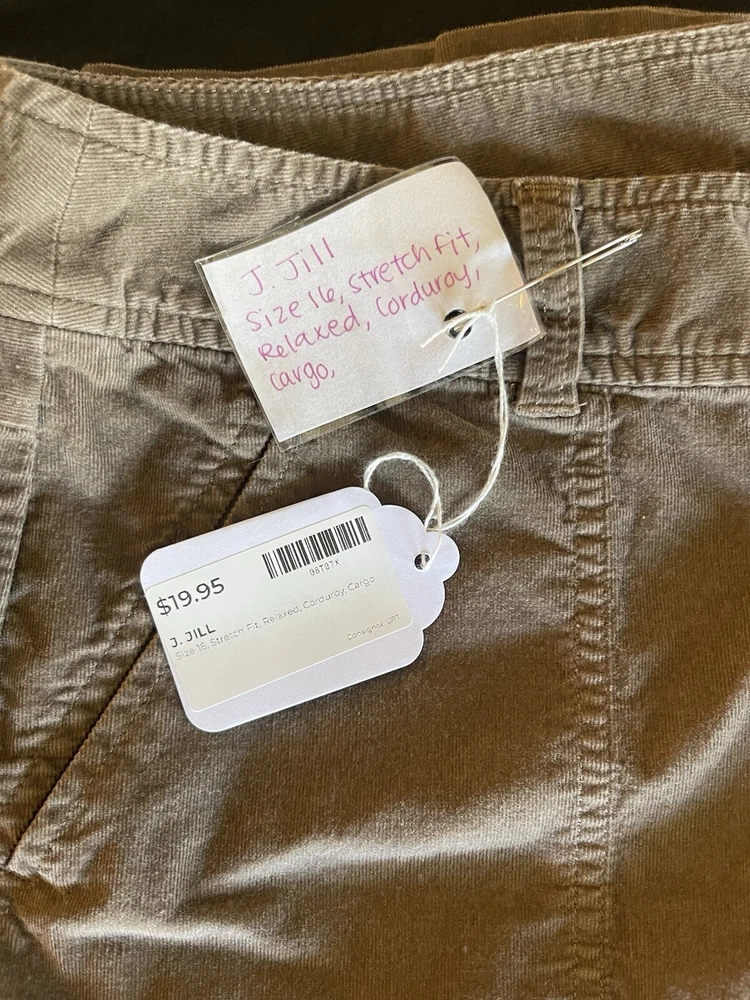 J. Jill
Size 16, stretch fit,
Relaxed, Corduroy,
cargo,
$19.95
98T07X
J. JILL
Size 16, Stretch Fit, Relaxed, Corduroy, Cargo
Consignor